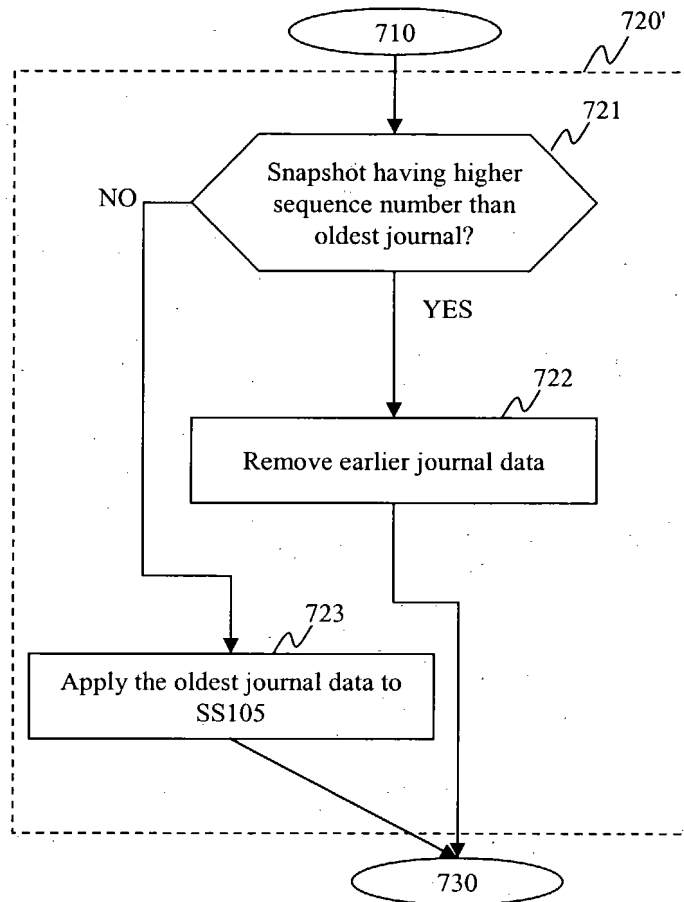 710
720'
721
Snapshot having higher
sequence number than
oldest journal?
NO
YES
722
Remove earlier journal data
723
Apply the oldest journal data to
SS105
730